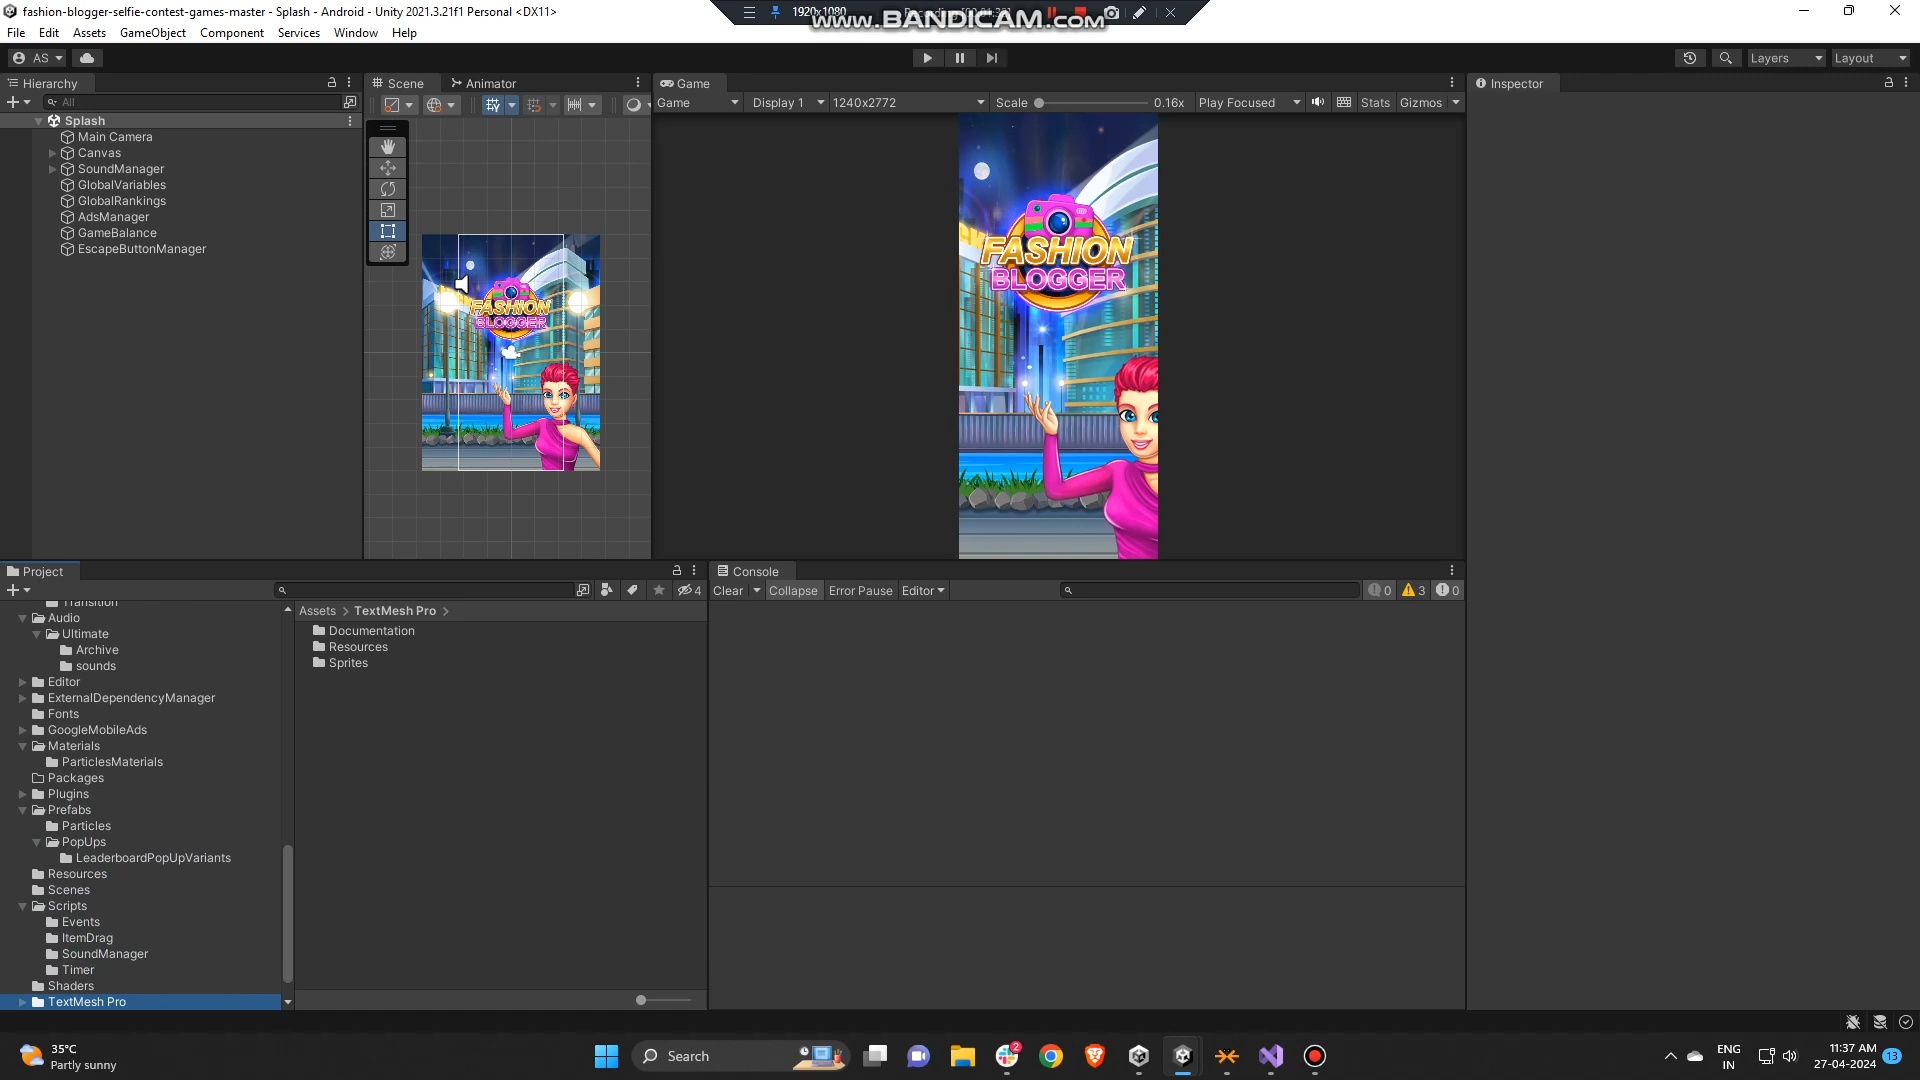 fashion-blogger-selfie-contest-games-master - Splash - Android - Unity 2021.3.21f1 Personal <DX11>
1920x1080
www.BANDICAM.com
File Edit Assets GameObject Component Services Window Help
AS
Layers
Layout
Hierarchy
All
Splash
Main Camera
Canvas
SoundManager
GlobalVariables
GlobalRankings
AdsManager
GameBalance
EscapeButtonManager
Scene
Animator
FASHION
BLOGGER
Game
Game
Display 1
1240x2772
Scale
0.16x
Play Focused
Stats
Gizmos
FASHION
BLOGGER
Inspector
Project
4
Transition
Audio
Ultimate
Archive
sounds
Editor
ExternalDependencyManager
Fonts
GoogleMobileAds
Materials
ParticlesMaterials
Packages
Plugins
Prefabs
Particles
PopUps
LeaderboardPopUpVariants
Resources
Scenes
Scripts
Events
ItemDrag
SoundManager
Timer
Shaders
TextMesh Pro
Assets > TextMesh Pro >
Documentation
Resources
Sprites
Console
Clear
Collapse
Error Pause
Editor
0
3
0
35°C
Partly sunny
Search
2
ENG
IN
11:37 AM
27-04-2024
13